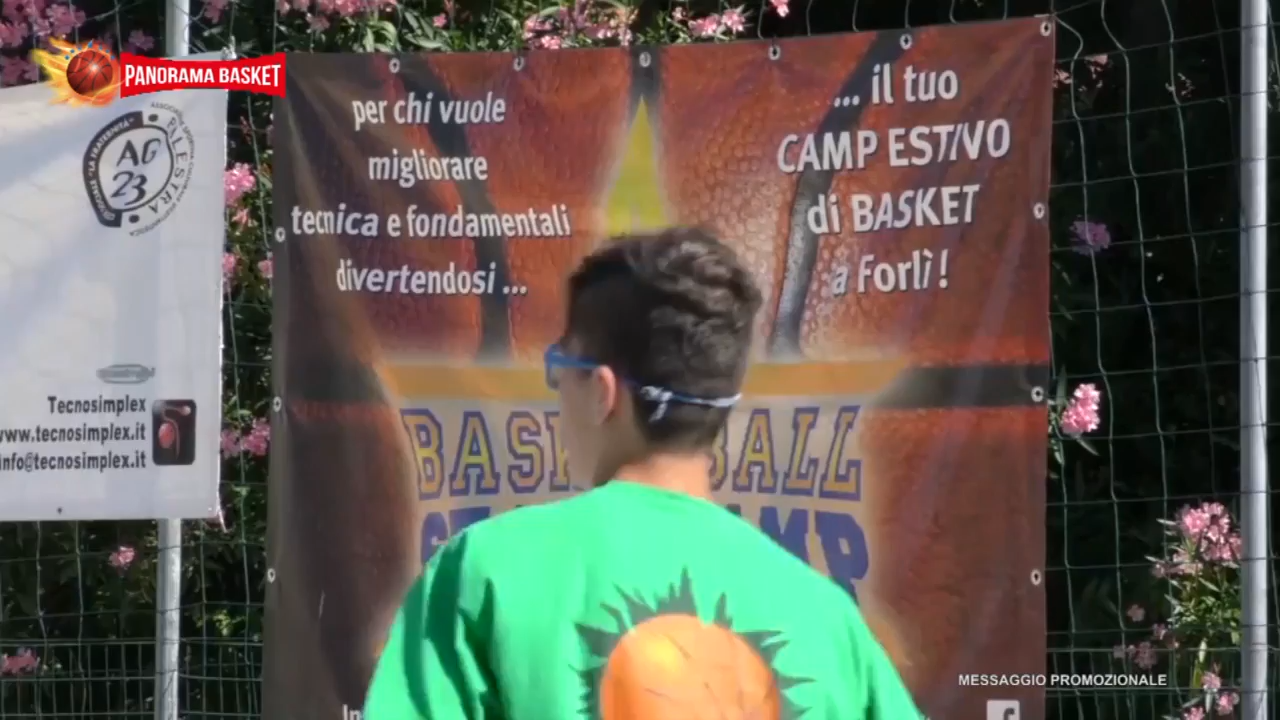 PANORAMA BASKET
AG
23
PALESTRA
Tecnosimplex
www.tecnosimplex.it
info@tecnosimplex.it
per chi vuole
migliorare
tecnica e fondamentali
divertendosi ...
... il tuo
CAMP ESTIVO
di BASKET
a Forlì !
MESSAGGIO PROMOZIONALE